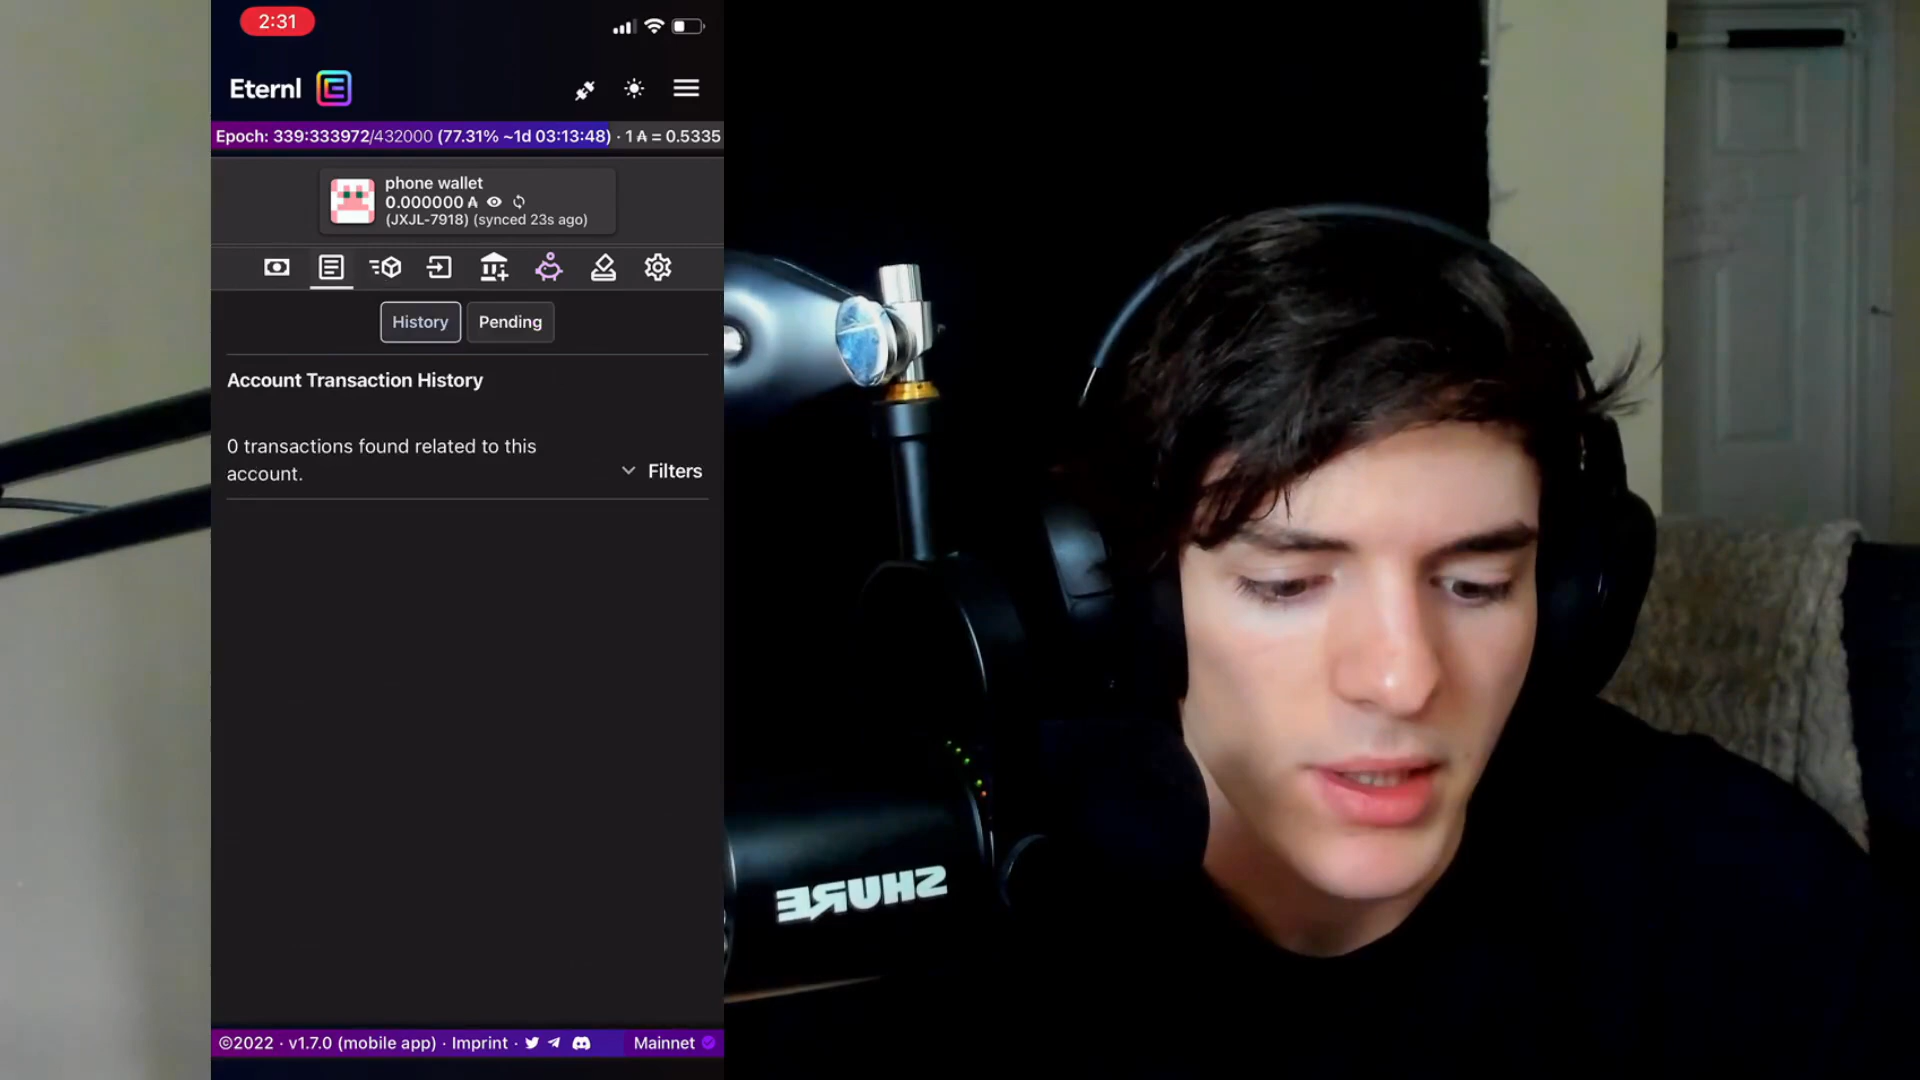 2:31
Eternl
Epoch: 339:333972/432000 (77.31% ~1d 03:13:48) · 1 ₳ = 0.5335
phone wallet
0.000000 ₳
(JXJL-7918) (synced 23s ago)
History
Pending
Account Transaction History
0 transactions found related to this
account.
Filters
©2022 · v1.7.0 (mobile app) · Imprint ·
Mainnet
SHURE